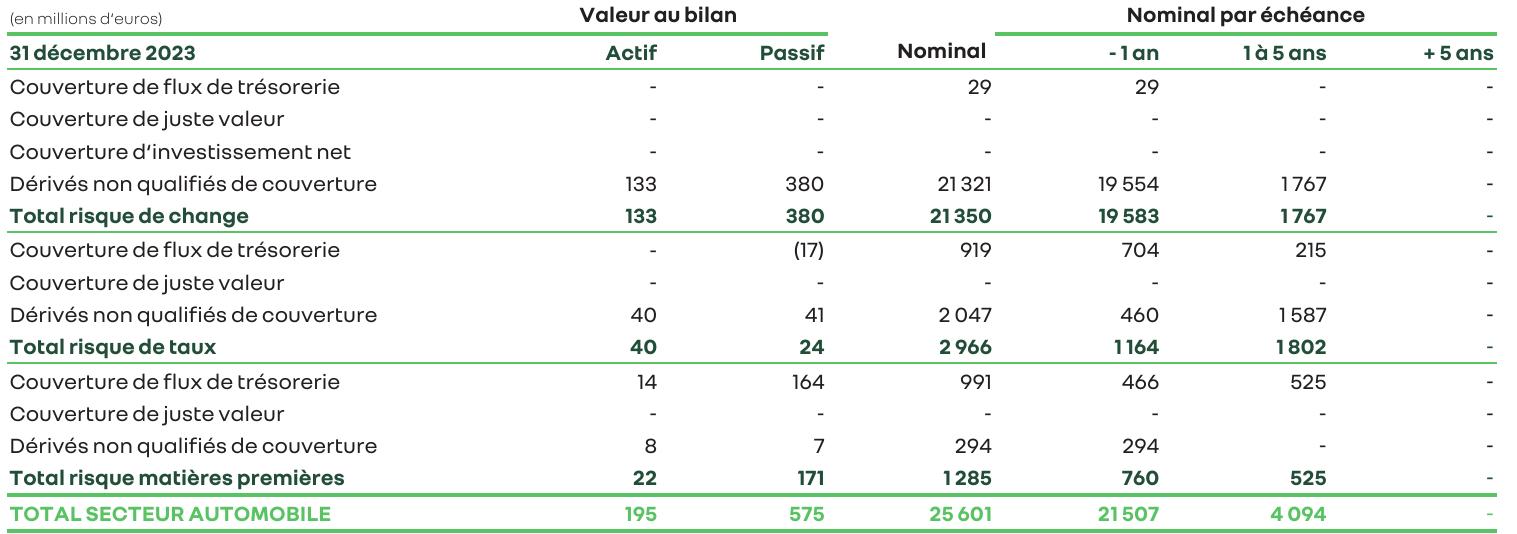 (en millions d'euros) Valeur au bilan Nominal par échéance
31 décembre 2023 Actif Passif Nominal - 1 an 1 à 5 ans + 5 ans
Couverture de flux de trésorerie - - 29 29 - -
Couverture de juste valeur - - - - - -
Couverture d'investissement net - - - - - -
Dérivés non qualifiés de couverture 133 380 21 321 19 554 1 767 -
Total risque de change 133 380 21 350 19 583 1 767 -
Couverture de flux de trésorerie - (17) 919 704 215 -
Couverture de juste valeur - - - - - -
Dérivés non qualifiés de couverture 40 41 2 047 460 1 587 -
Total risque de taux 40 24 2 966 1 164 1 802 -
Couverture de flux de trésorerie 14 164 991 466 525 -
Couverture de juste valeur - - - - - -
Dérivés non qualifiés de couverture 8 7 294 294 - -
Total risque matières premières 22 171 1 285 760 525 -
TOTAL SECTEUR AUTOMOBILE 195 575 25 601 21 507 4 094 -